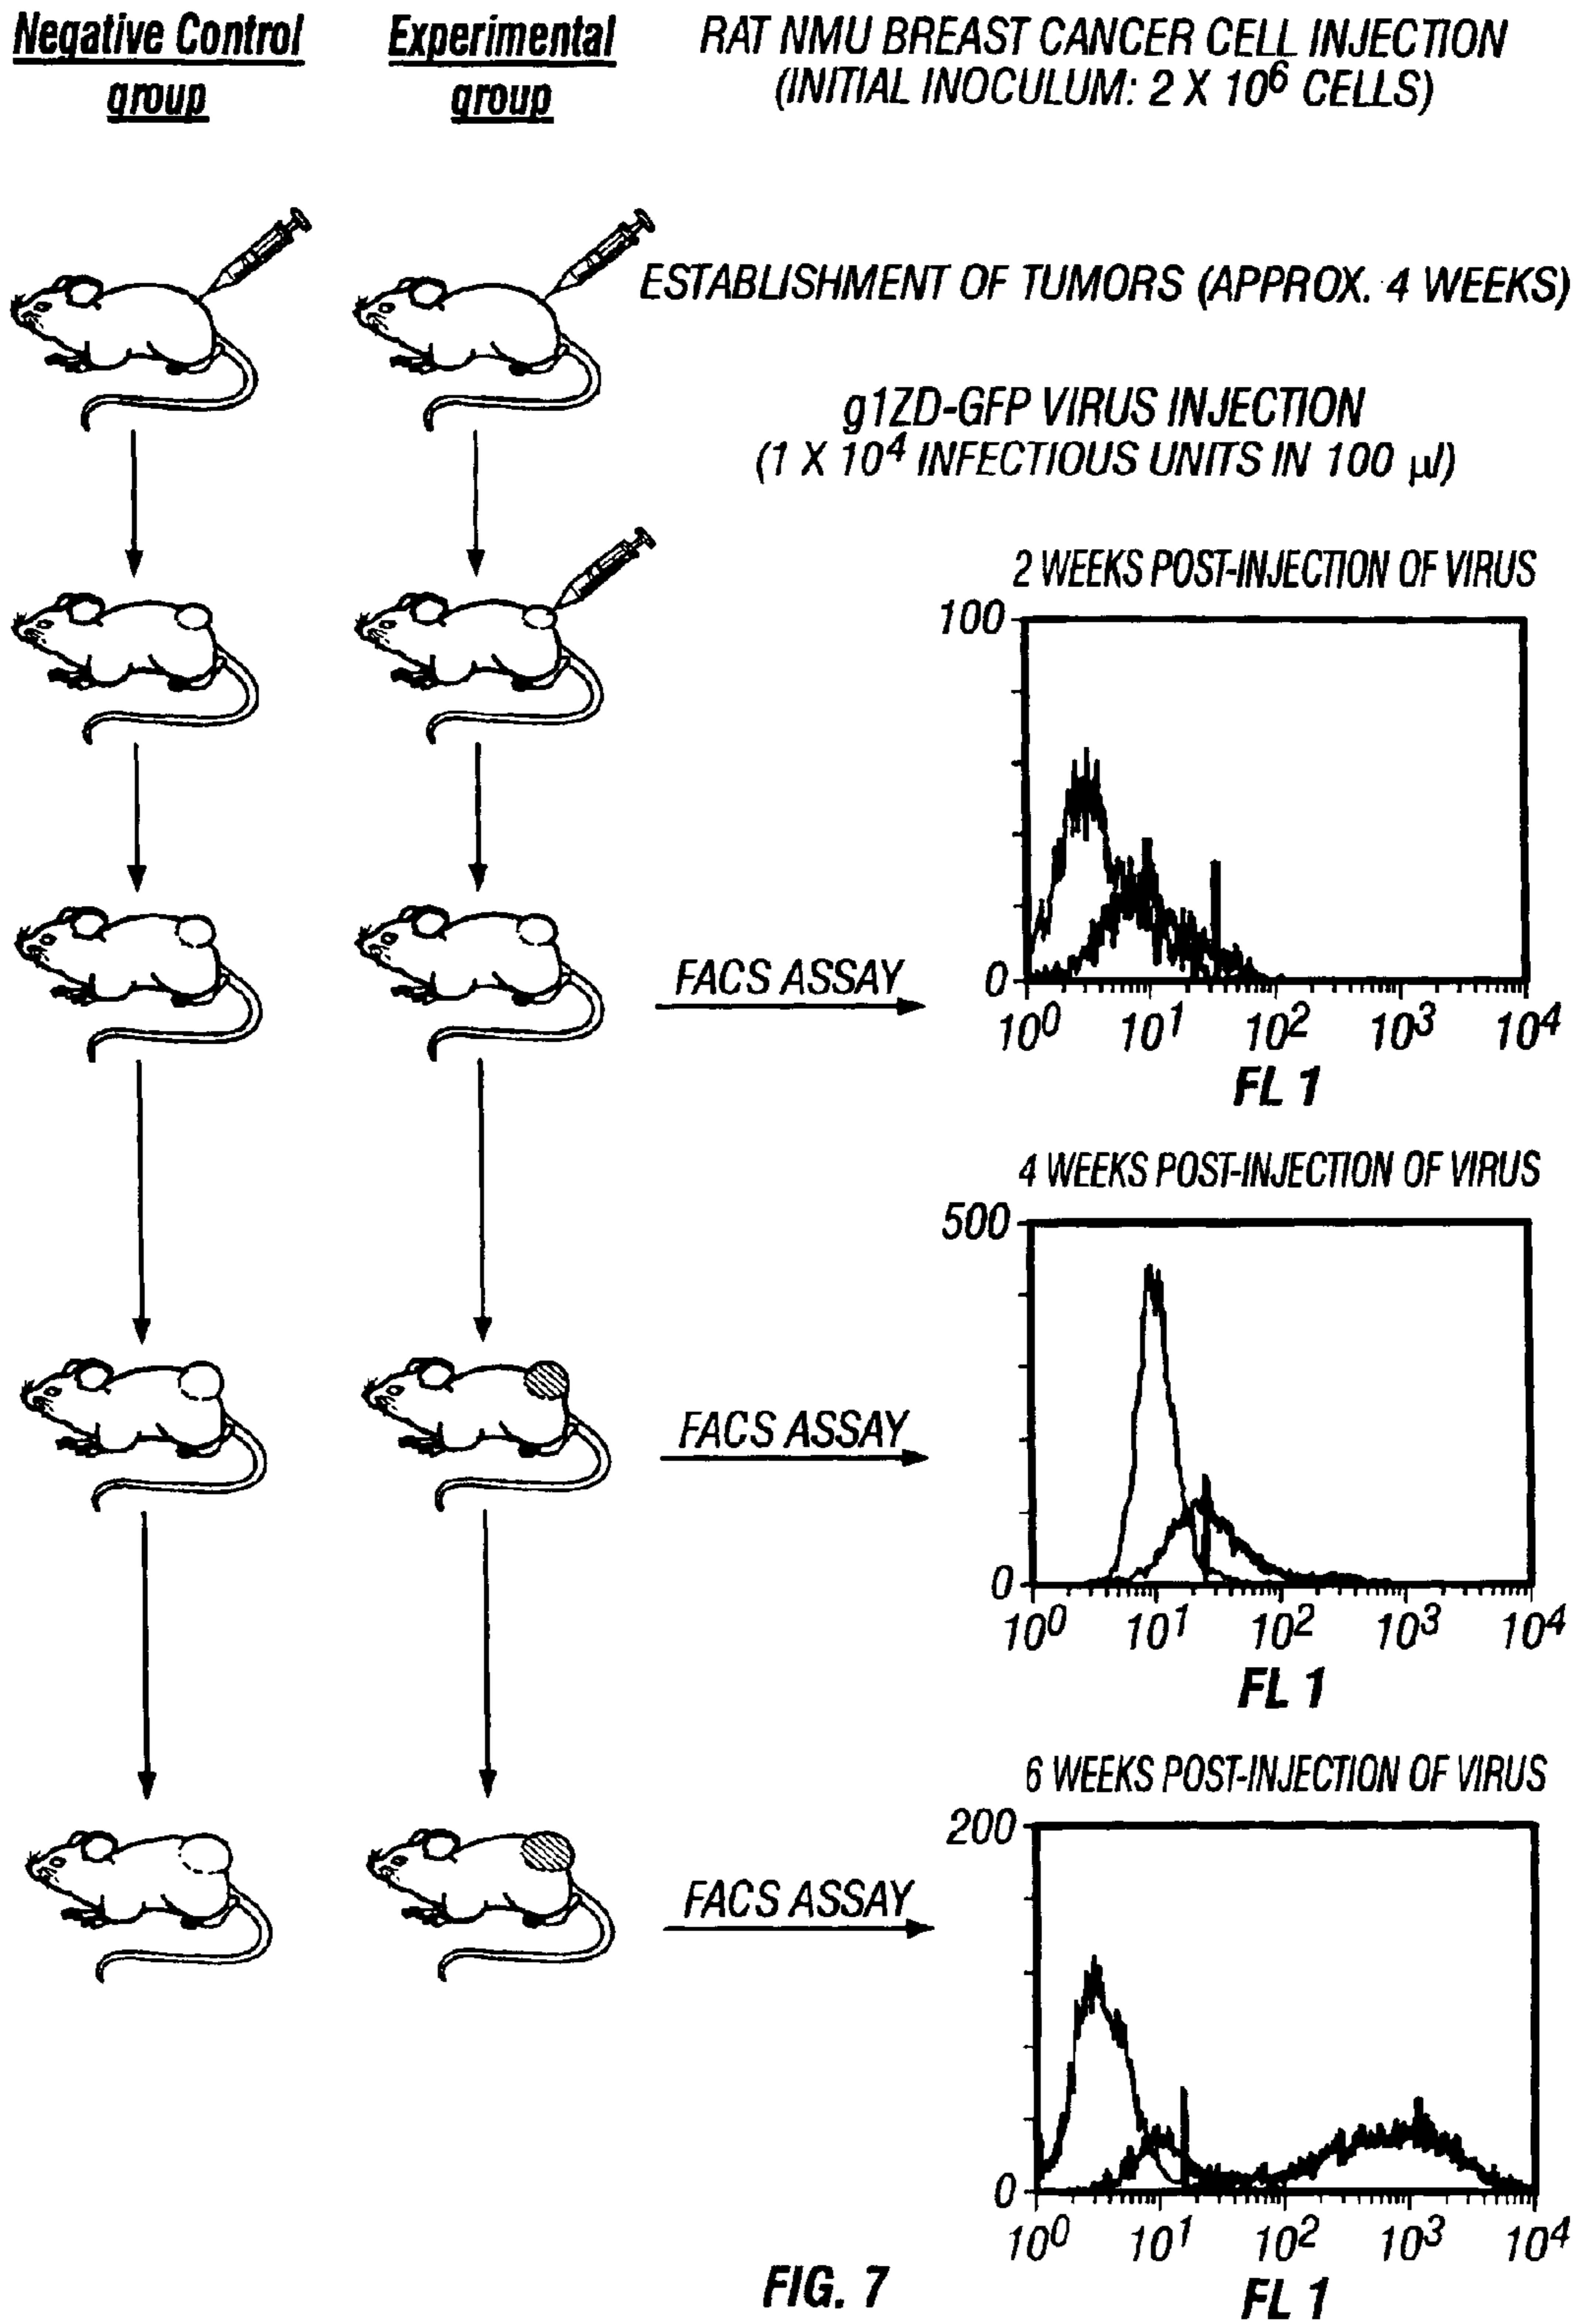 Negative Control
group
Experimental
group
RAT NMU BREAST CANCER CELL INJECTION
(INITIAL INOCULUM: 2 X 10⁶ CELLS)
ESTABLISHMENT OF TUMORS (APPROX. 4 WEEKS)
g1ZD-GFP VIRUS INJECTION
(1 X 10⁴ INFECTIOUS UNITS IN 100 µl)
2 WEEKS POST-INJECTION OF VIRUS
100
0
10⁰ 10¹ 10² 10³ 10⁴
FL 1
FACS ASSAY
4 WEEKS POST-INJECTION OF VIRUS
500
0
10⁰ 10¹ 10² 10³ 10⁴
FL 1
FACS ASSAY
6 WEEKS POST-INJECTION OF VIRUS
200
0
10⁰ 10¹ 10² 10³ 10⁴
FL 1
FACS ASSAY
FIG. 7